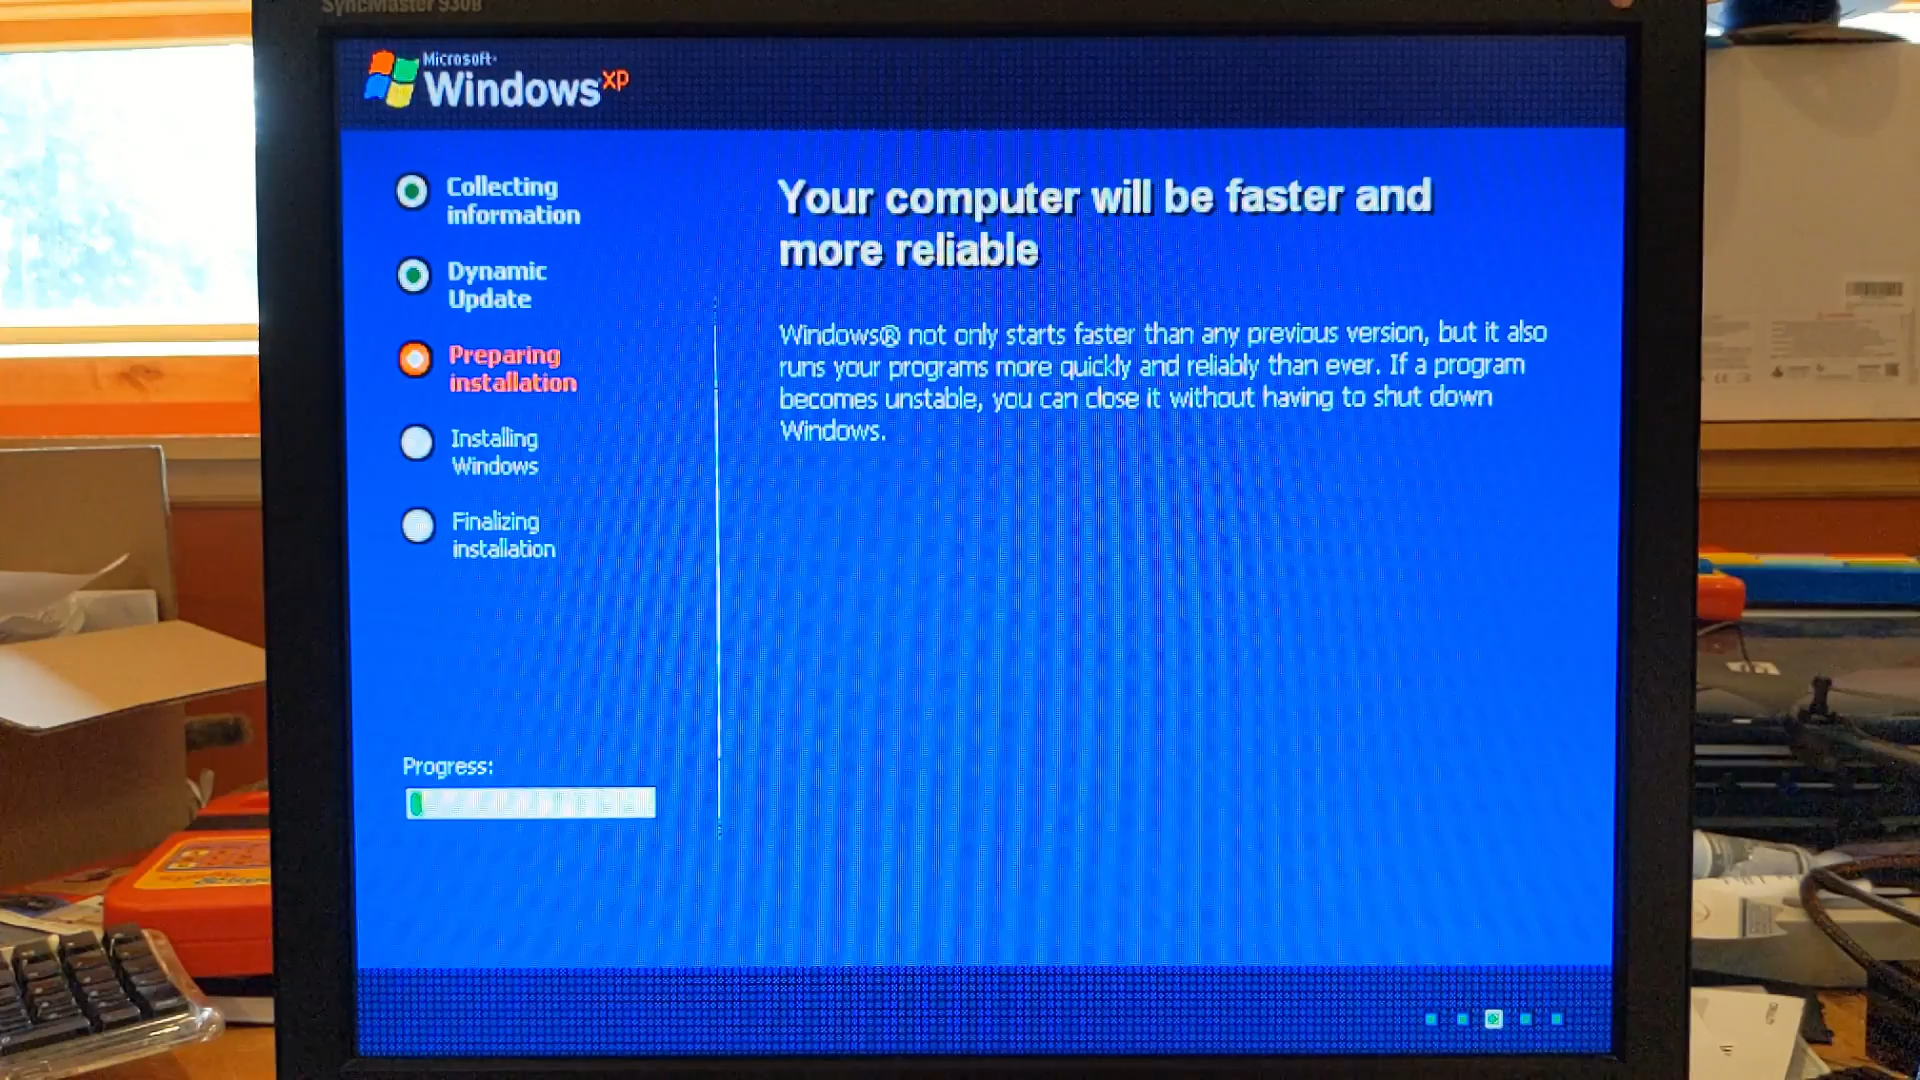 SyncMaster 930B
Microsoft
Windows xp
Collecting
information
Dynamic
Update
Preparing
installation
Installing
Windows
Finalizing
installation
Progress:
Your computer will be faster and
more reliable
Windows® not only starts faster than any previous version, but it also
runs your programs more quickly and reliably than ever. If a program
becomes unstable, you can close it without having to shut down
Windows.